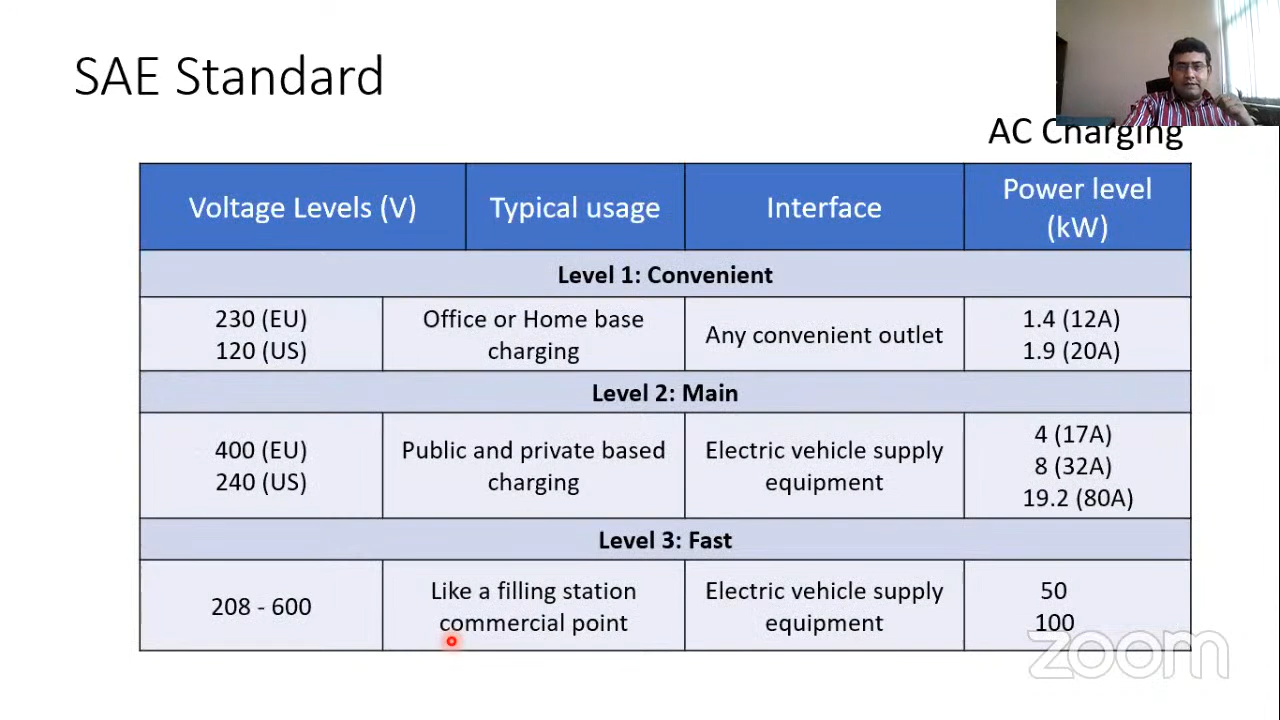 SAE Standard
AC Charging
Voltage Levels (V)
Typical usage
Interface
Power level
(kW)
Level 1: Convenient
230 (EU)
120 (US)
Office or Home base
charging
Any convenient outlet
1.4 (12A)
1.9 (20A)
Level 2: Main
400 (EU)
240 (US)
Public and private based
charging
Electric vehicle supply
equipment
4 (17A)
8 (32A)
19.2 (80A)
Level 3: Fast
208 - 600
Like a filling station
commercial point
Electric vehicle supply
equipment
50
100
zoom